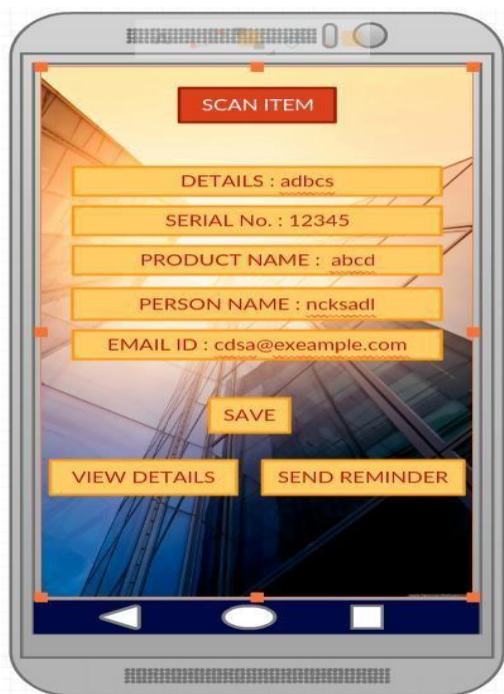 SCAN ITEM
DETAILS : adbcs
SERIAL No. : 12345
PRODUCT NAME : abcd
PERSON NAME : ncksadl
EMAIL ID : cdsa@exeample.com
SAVE
VIEW DETAILS SEND REMINDER